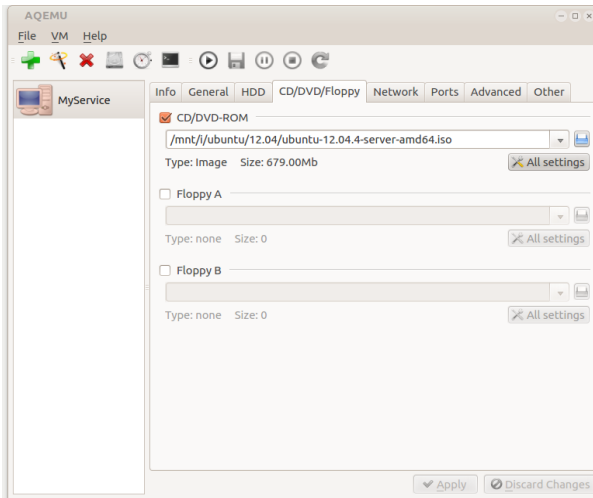 AQEMU
File VM Help
MyService
Info General HDD CD/DVD/Floppy Network Ports Advanced Other
CD/DVD-ROM
/mnt/i/ubuntu/12.04/ubuntu-12.04.4-server-amd64.iso
Type: Image Size: 679.00Mb All settings
Floppy A
Type: none Size: 0 All settings
Floppy B
Type: none Size: 0 All settings
Apply Discard Changes